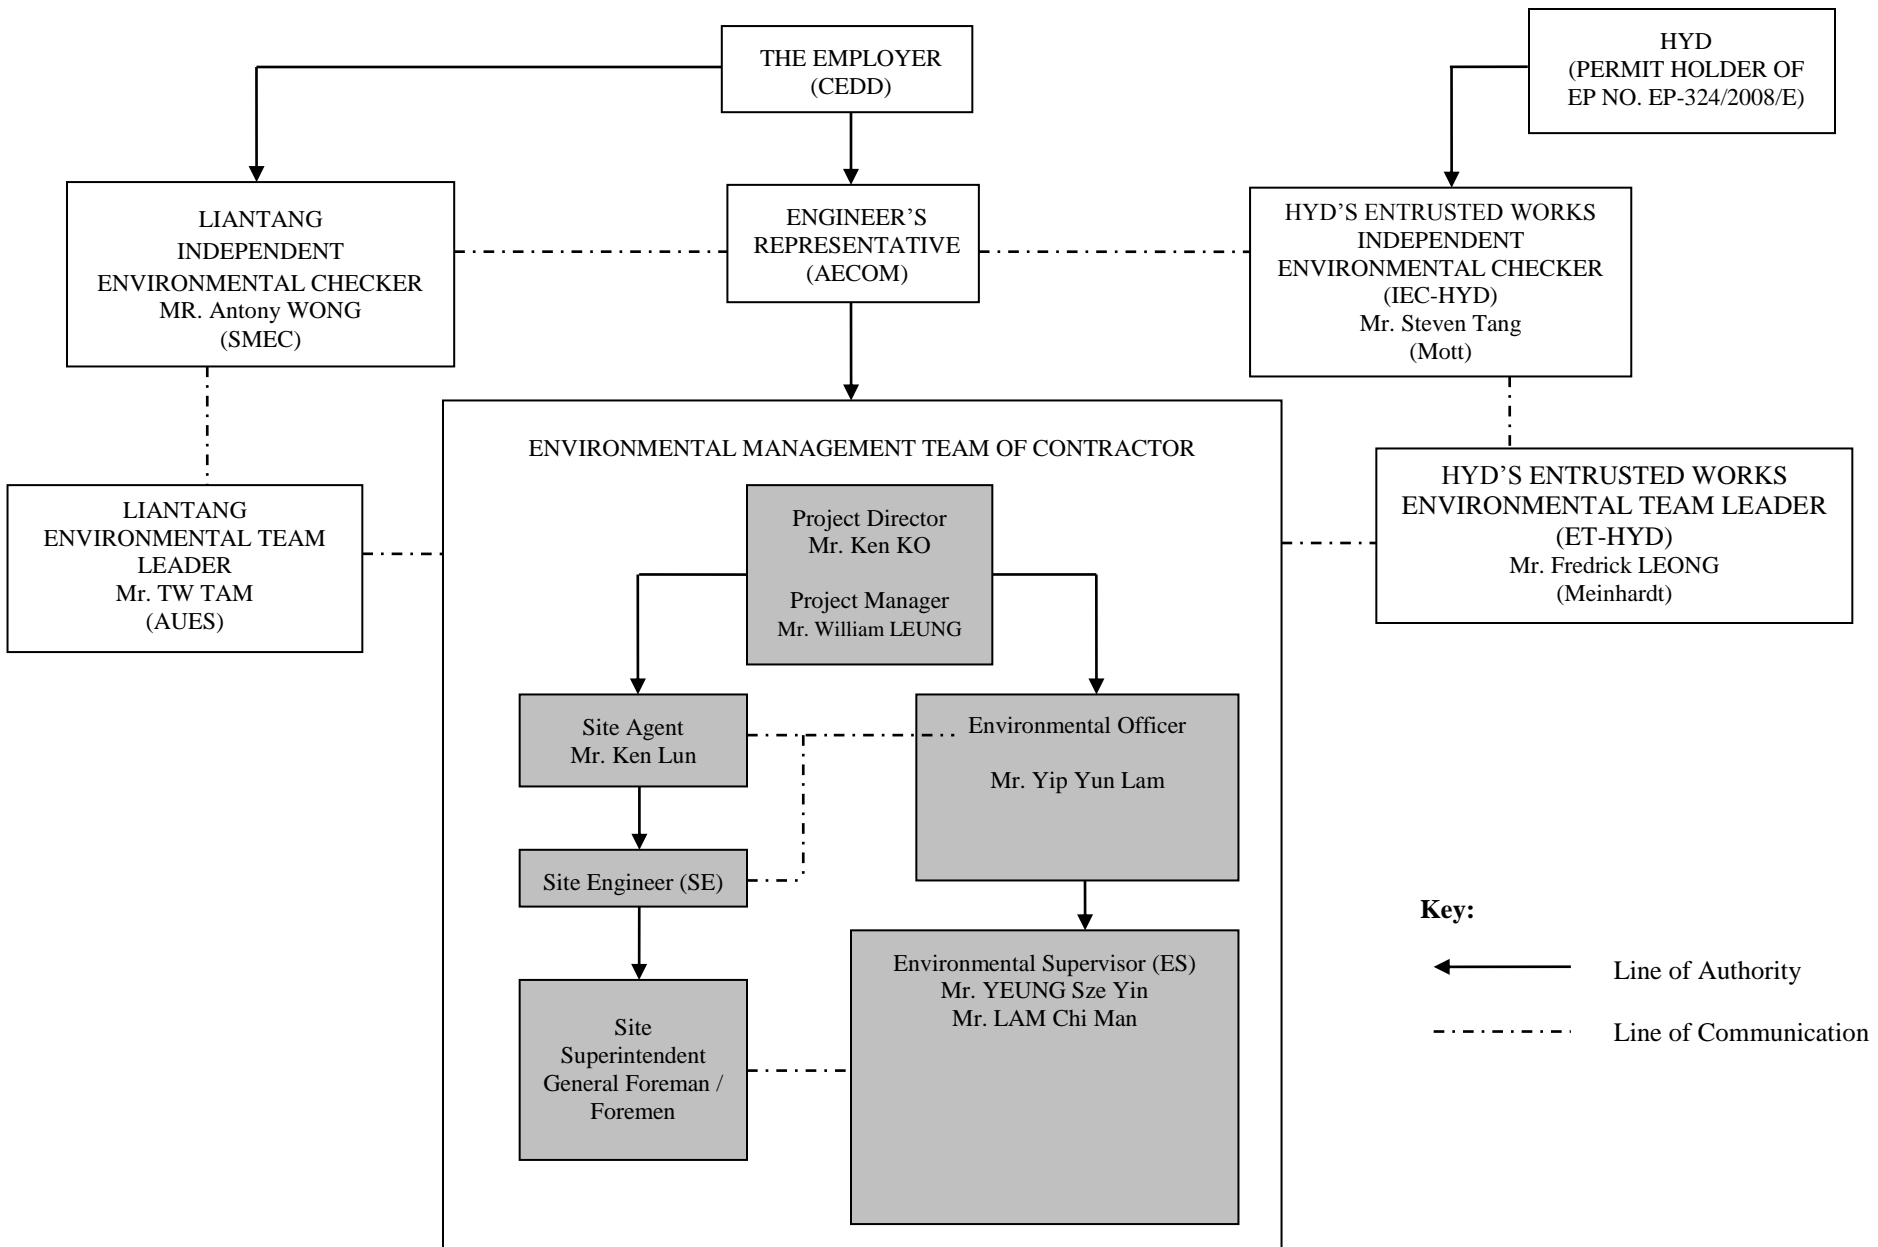 THE EMPLOYER
(CEDD)
HYD
(PERMIT HOLDER OF
EP NO. EP-324/2008/E)
LIANTANG
INDEPENDENT
ENVIRONMENTAL CHECKER
MR. Antony WONG
(SMEC)
ENGINEER’S
REPRESENTATIVE
(AECOM)
HYD’S ENTRUSTED WORKS
INDEPENDENT
ENVIRONMENTAL CHECKER
(IEC-HYD)
Mr. Steven Tang
(Mott)
ENVIRONMENTAL MANAGEMENT TEAM OF CONTRACTOR
LIANTANG
ENVIRONMENTAL TEAM
LEADER
Mr. TW TAM
(AUES)
HYD’S ENTRUSTED WORKS
ENVIRONMENTAL TEAM LEADER
(ET-HYD)
Mr. Fredrick LEONG
(Meinhardt)
Project Director
Mr. Ken KO
Project Manager
Mr. William LEUNG
Site Agent
Mr. Ken Lun
Environmental Officer
Mr. Yip Yun Lam
Site Engineer (SE)
Environmental Supervisor (ES)
Mr. YEUNG Sze Yin
Mr. LAM Chi Man
Site
Superintendent
General Foreman /
Foremen
Key:
Line of Authority
Line of Communication